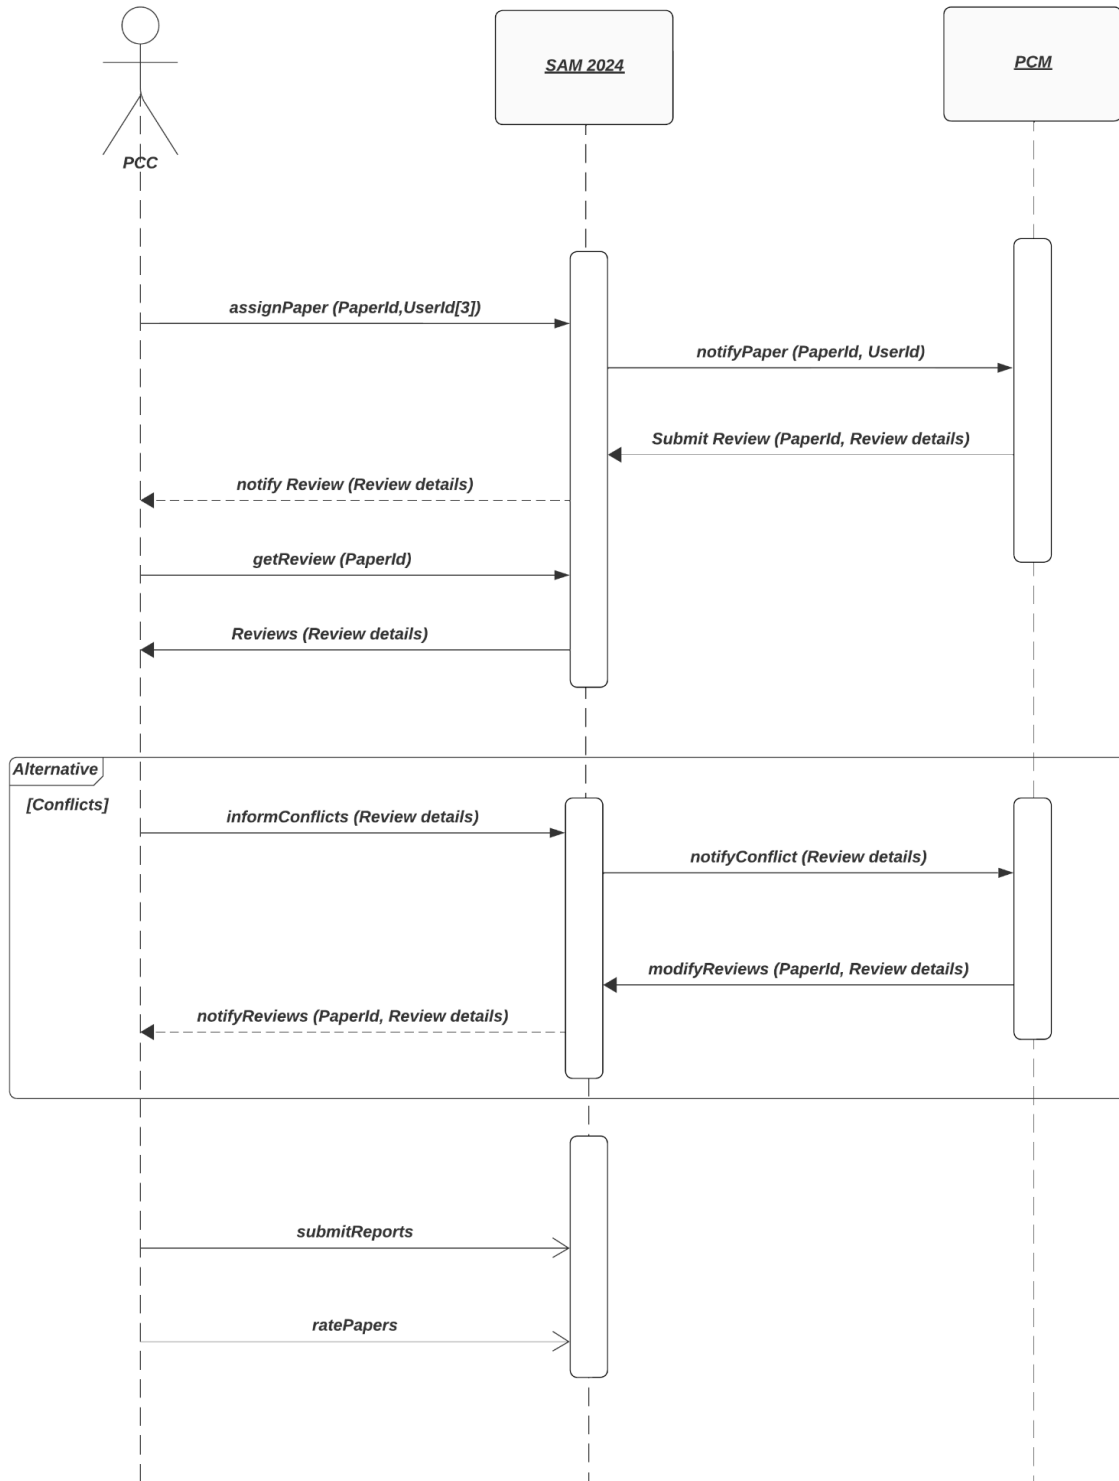 SAM 2024
PCM
PCC
assignPaper (PaperId,UserId[3])
notifyPaper (PaperId, UserId)
Submit Review (PaperId, Review details)
notify Review (Review details)
getReview (PaperId)
Reviews (Review details)
Alternative
[Conflicts]
informConflicts (Review details)
notifyConflict (Review details)
modifyReviews (PaperId, Review details)
notifyReviews (PaperId, Review details)
submitReports
ratePapers